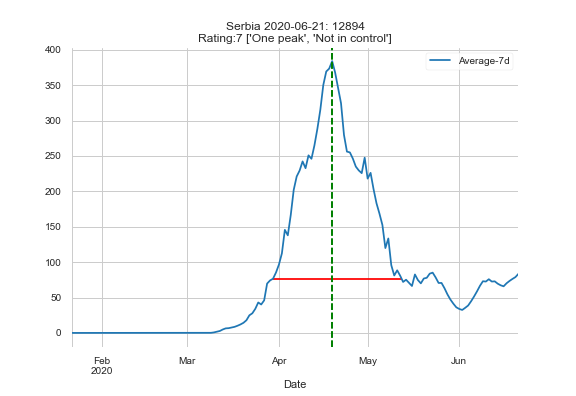 Serbia 2020-06-21: 12894
Rating:7 ['One peak', 'Not in control']
Average-7d
400
350
300
250
200
150
100
50
0
Feb
2020
Mar
Apr
May
Jun
Date